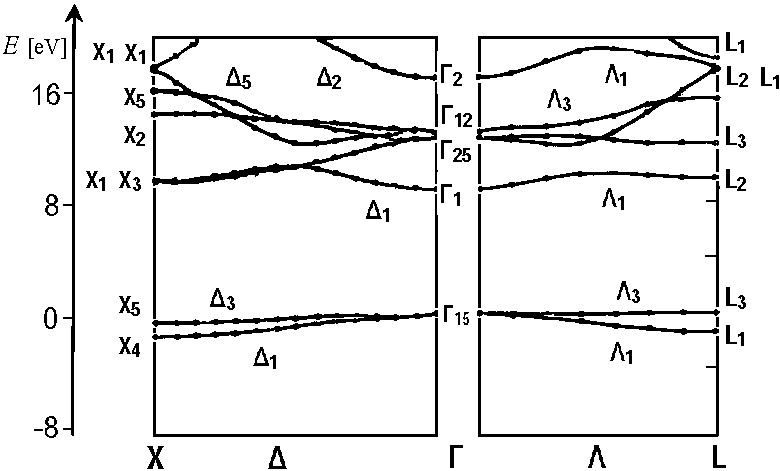 E [eV]
X₁ X₁
Δ₅
Δ₂
Γ₂
Λ₁
L₁
L₂ L₁
16
X₅
Λ₃
X₂
Γ₁₂
Γ₂₅
L₃
X₁ X₃
Γ₁
L₂
8
Δ₁
Λ₁
X₅
Δ₃
Λ₃
L₃
0
Γ₁₅
X₄
Δ₁
Λ₁
L₁
-8
X Δ Γ Λ L